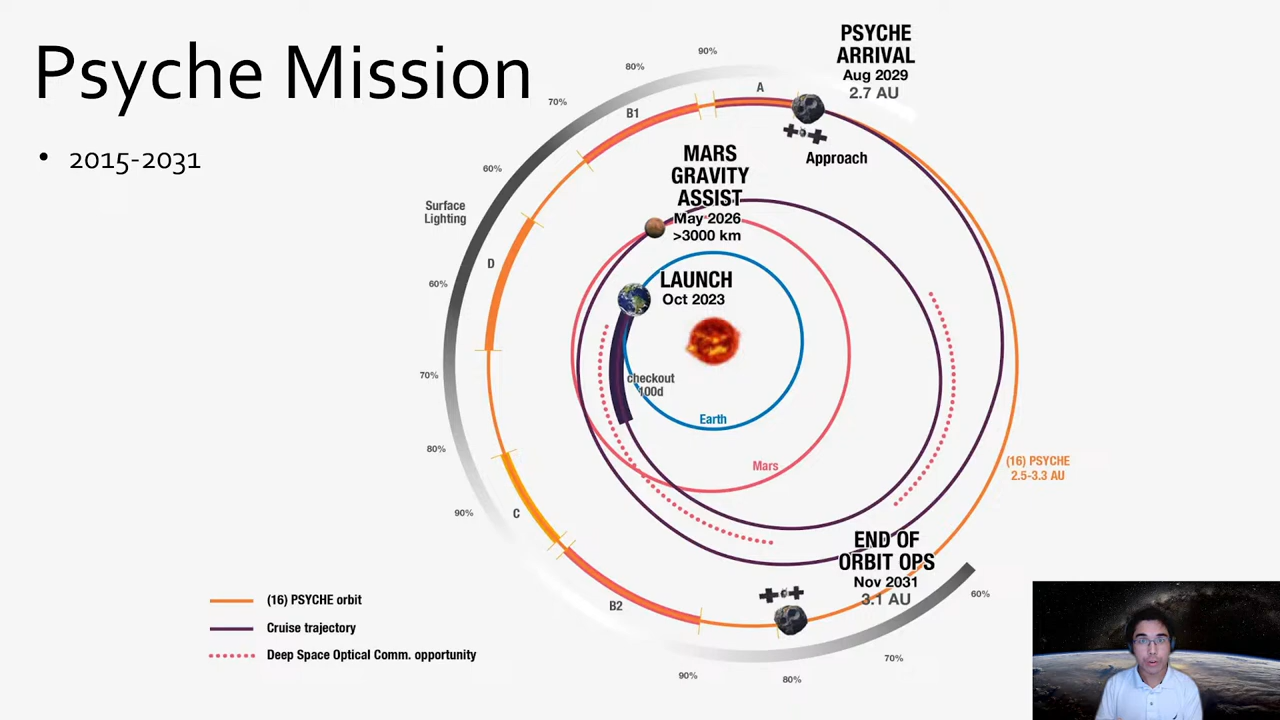 Psyche Mission
• 2015-2031
PSYCHE
ARRIVAL
Aug 2029
2.7 AU
Approach
MARS
GRAVITY
ASSIST
May 2026
>3000 km
LAUNCH
Oct 2023
checkout
100d
Earth
Mars
(16) PSYCHE
2.5-3.3 AU
END OF
ORBIT OPS
Nov 2031
3.1 AU
A
B1
D
C
B2
90%
80%
70%
60%
Surface
Lighting
60%
70%
80%
90%
90%
80%
70%
60%
(16) PSYCHE orbit
Cruise trajectory
Deep Space Optical Comm. opportunity